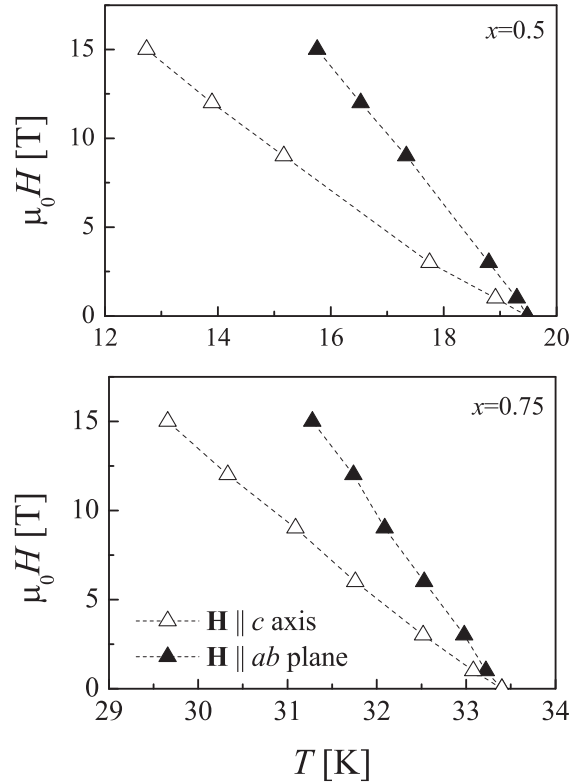 x=0.5
15
10
5
0
μ₀H [T]
12 14 16 18 20
x=0.75
15
10
5
0
μ₀H [T]
H || c axis
H || ab plane
29 30 31 32 33 34
T [K]